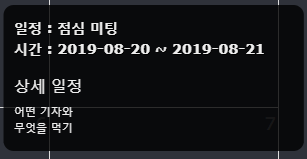 일정 : 점심 미팅
시간 : 2019-08-20 ~ 2019-08-21
상세 일정
어떤 기자와
무엇을 먹기
7